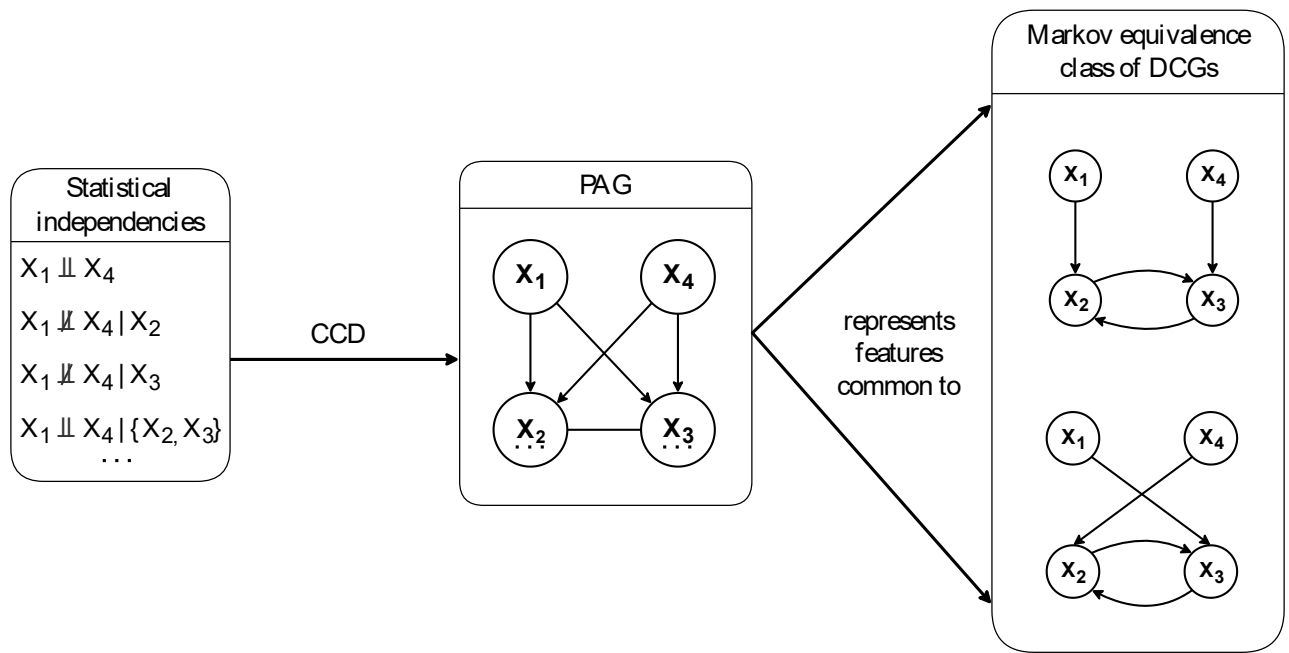 Statistical
independencies
X₁ ⫫ X₄
X₁ ⫫̸ X₄ | X₂
X₁ ⫫̸ X₄ | X₃
X₁ ⫫ X₄ | {X₂, X₃}
...
CCD
PAG
X₁ X₄
X₂ X₃
... ...
represents
features
common to
Markov equivalence
class of DCGs
X₁ X₄
X₂ X₃
X₁ X₄
X₂ X₃